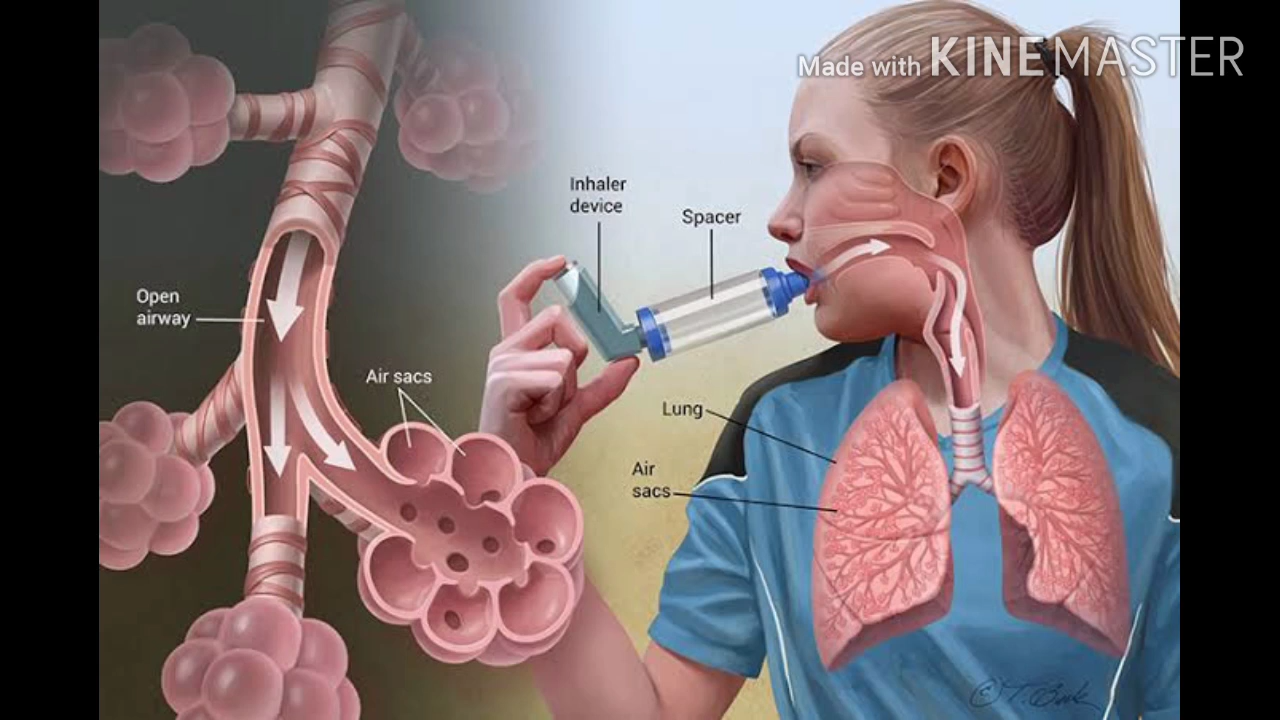 Made with KINEMASTER
Inhaler
device
Spacer
Open
airway
Air sacs
Lung
Air
sacs